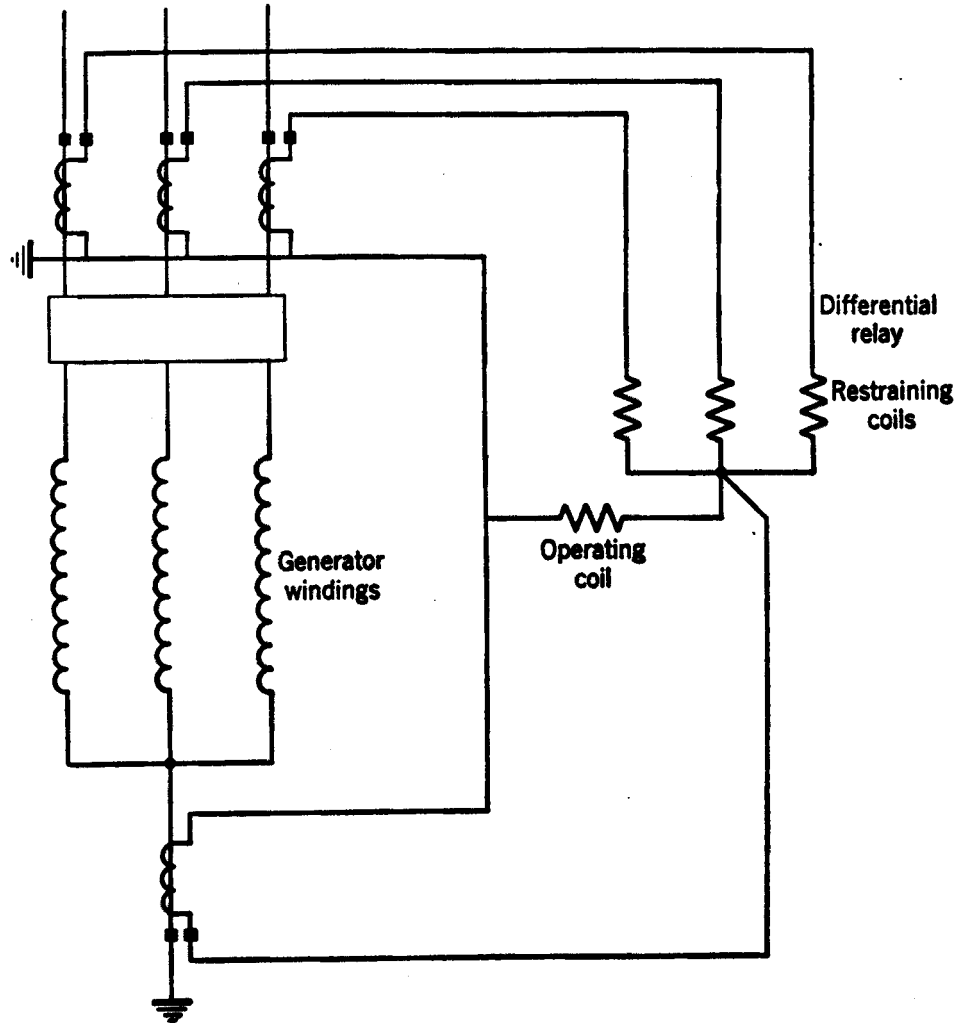 Differential
relay
Restraining
coils
Operating
coil
Generator
windings